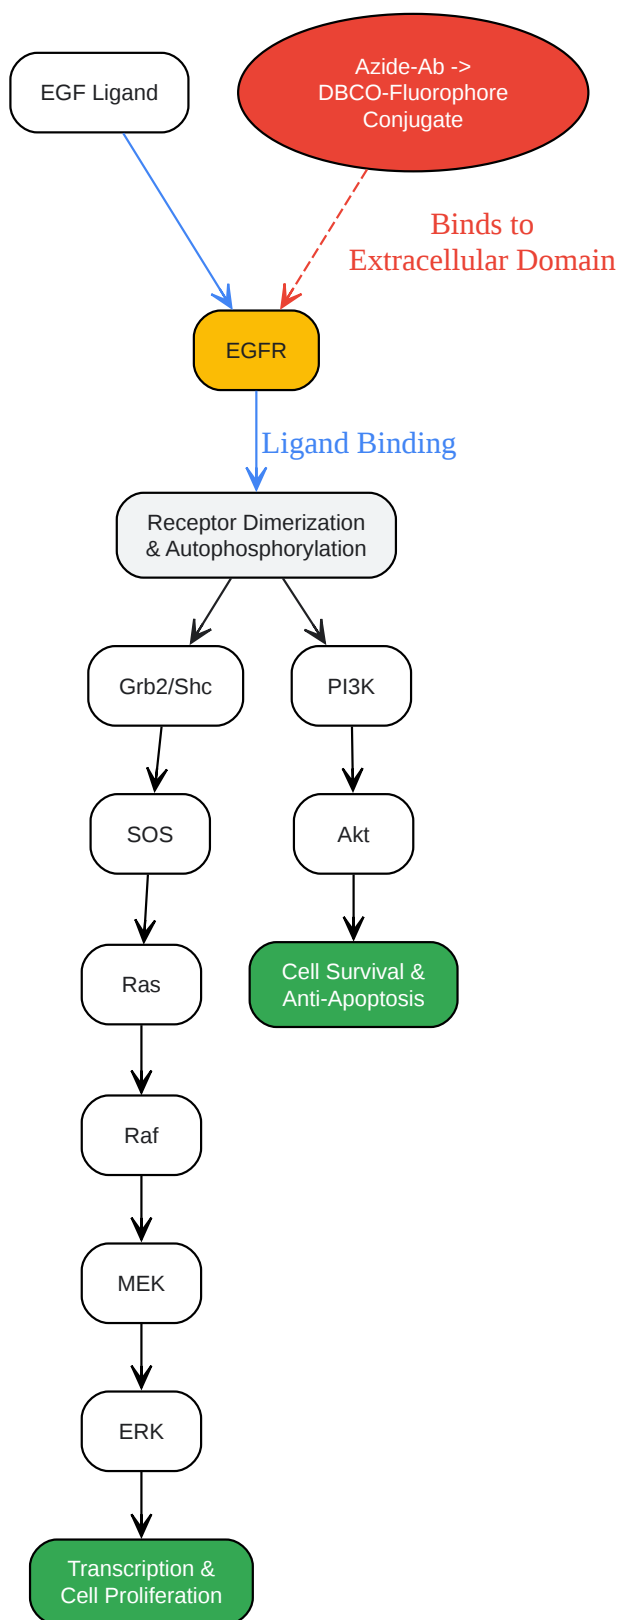 EGF Ligand
Azide-Ab ->
DBCO-Fluorophore
Conjugate
Binds to
Extracellular Domain
EGFR
Ligand Binding
Receptor Dimerization
& Autophosphorylation
Grb2/Shc
PI3K
SOS
Akt
Ras
Cell Survival &
Anti-Apoptosis
Raf
MEK
ERK
Transcription &
Cell Proliferation